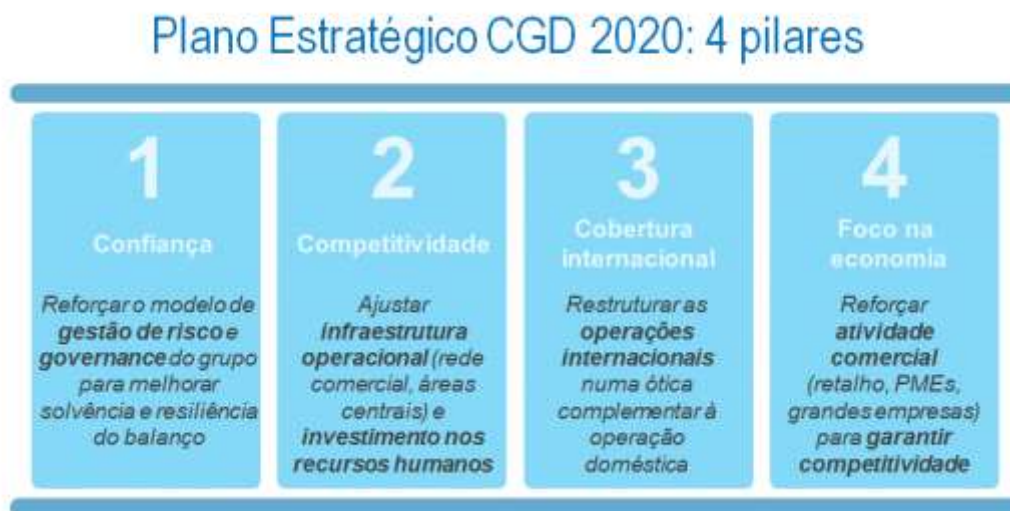 Plano Estratégico CGD 2020: 4 pilares
1
Confiança
Reforçar o modelo de
gestão de risco e
governance do grupo
para melhorar
solvência e resiliência
do balanço
2
Competitividade
Ajustar
infraestrutura
operacional (rede
comercial, áreas
centrais) e
investimento nos
recursos humanos
3
Cobertura
internacional
Restruturar as
operações
internacionais
numa ótica
complementar à
operação
doméstica
4
Foco na
economia
Reforçar
atividade
comercial
(retalho, PMEs,
grandes empresas)
para garantir
competitividade